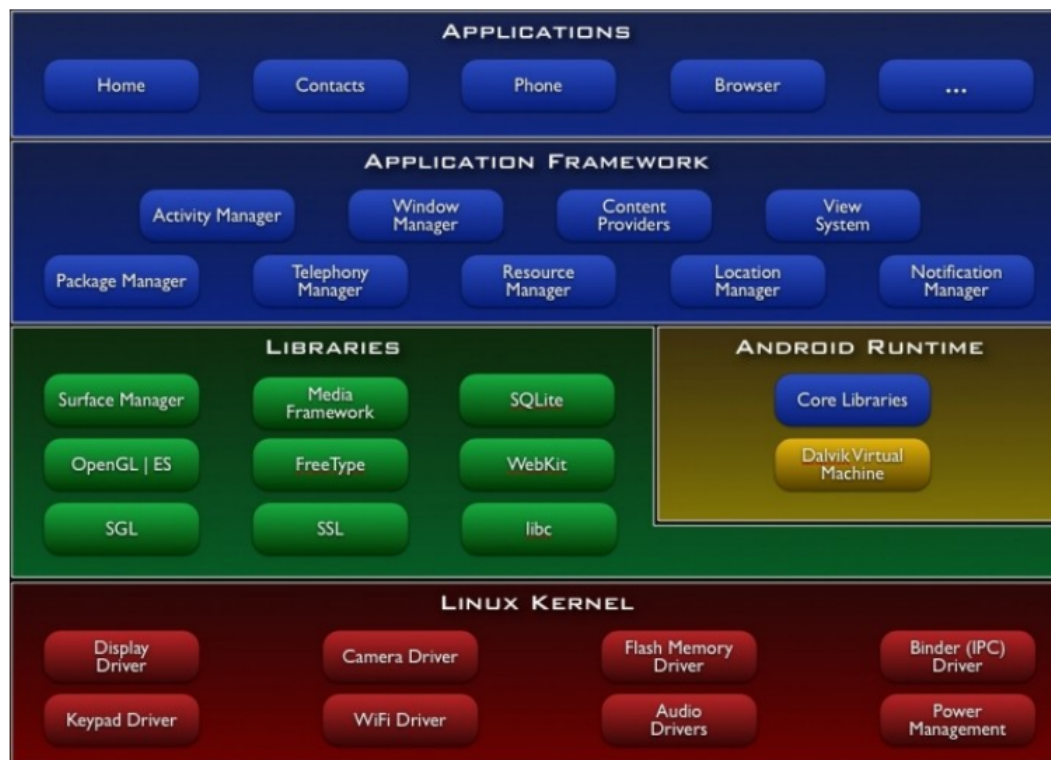 APPLICATIONS
Home
Contacts
Phone
Browser
...
APPLICATION FRAMEWORK
Activity Manager
Window
Manager
Content
Providers
View
System
Package Manager
Telephony
Manager
Resource
Manager
Location
Manager
Notification
Manager
LIBRARIES
Surface Manager
Media
Framework
SQLite
OpenGL | ES
FreeType
WebKit
SGL
SSL
libc
ANDROID RUNTIME
Core Libraries
Dalvik Virtual
Machine
LINUX KERNEL
Display
Driver
Camera Driver
Flash Memory
Driver
Binder (IPC)
Driver
Keypad Driver
WiFi Driver
Audio
Drivers
Power
Management